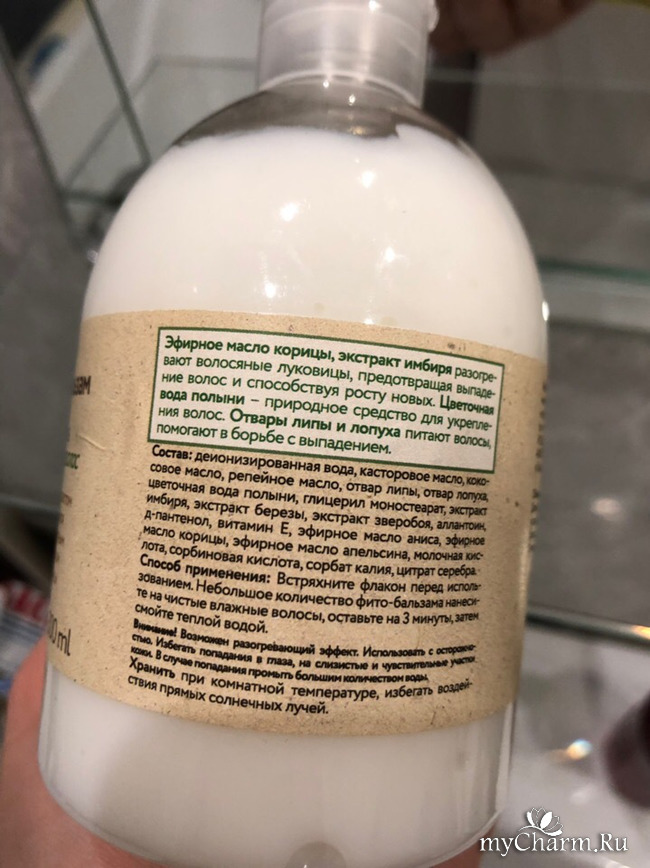 Эфирное масло корицы, экстракт имбиря разогре-
вают волосяные луковицы, предотвращая выпаде-
ние волос и способствуя росту новых. Цветочная
вода полыни – природное средство для укрепле-
ния волос. Отвары липы и лопуха питают волосы,
помогают в борьбе с выпадением.
Состав: деионизированная вода, касторовое масло, коко-
совое масло, репейное масло, отвар липы, отвар лопуха,
цветочная вода полыни, глицерил моностеарат, экстракт
имбиря, экстракт березы, экстракт зверобоя, аллантоин,
д-пантенол, витамин Е, эфирное масло аниса, эфирное
масло корицы, эфирное масло апельсина, молочная кис-
лота, сорбиновая кислота, сорбат калия, цитрат серебра.
Способ применения: Встряхните флакон перед исполь-
зованием. Небольшое количество фито-бальзама нанеси-
те на чистые влажные волосы, оставьте на 3 минуты, затем
смойте теплой водой.
Внимание! Возможен разогревающий эффект. Использовать с осторожно-
стью. Избегать попадания в глаза, на слизистые и чувствительные участки
кожи. В случае попадания промыть большим количеством воды.
Хранить при комнатной температуре, избегать воздей-
ствия прямых солнечных лучей.
ml
myCharm.Ru